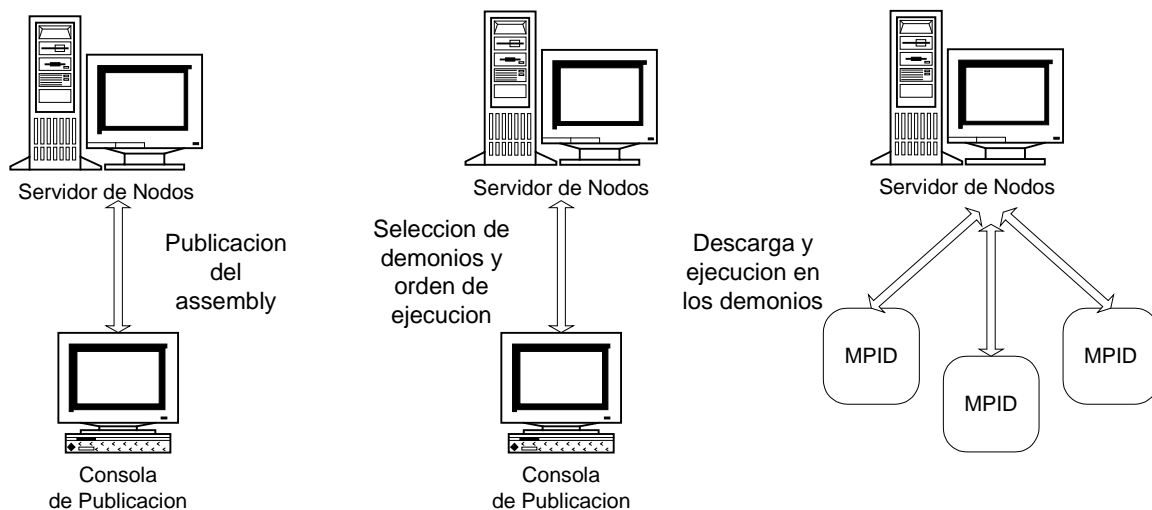 Servidor de Nodos
Publicacion
del
assembly
Consola
de Publicacion
Servidor de Nodos
Seleccion de
demonios y
orden de
ejecucion
Consola
de Publicacion
Servidor de Nodos
Descarga y
ejecucion en
los demonios
MPID
MPID
MPID